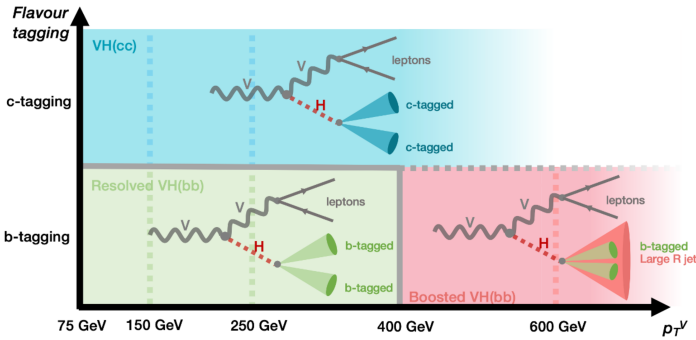 Flavour
tagging
VH(cc)
V
V
leptons
H
c-tagging
c-tagged
c-tagged
Resolved VH(bb)
V
V
leptons
H
b-tagging
b-tagged
b-tagged
V
V
leptons
H
b-tagged
Large R jet
Boosted VH(bb)
75 GeV 150 GeV 250 GeV 400 GeV 600 GeV pTV